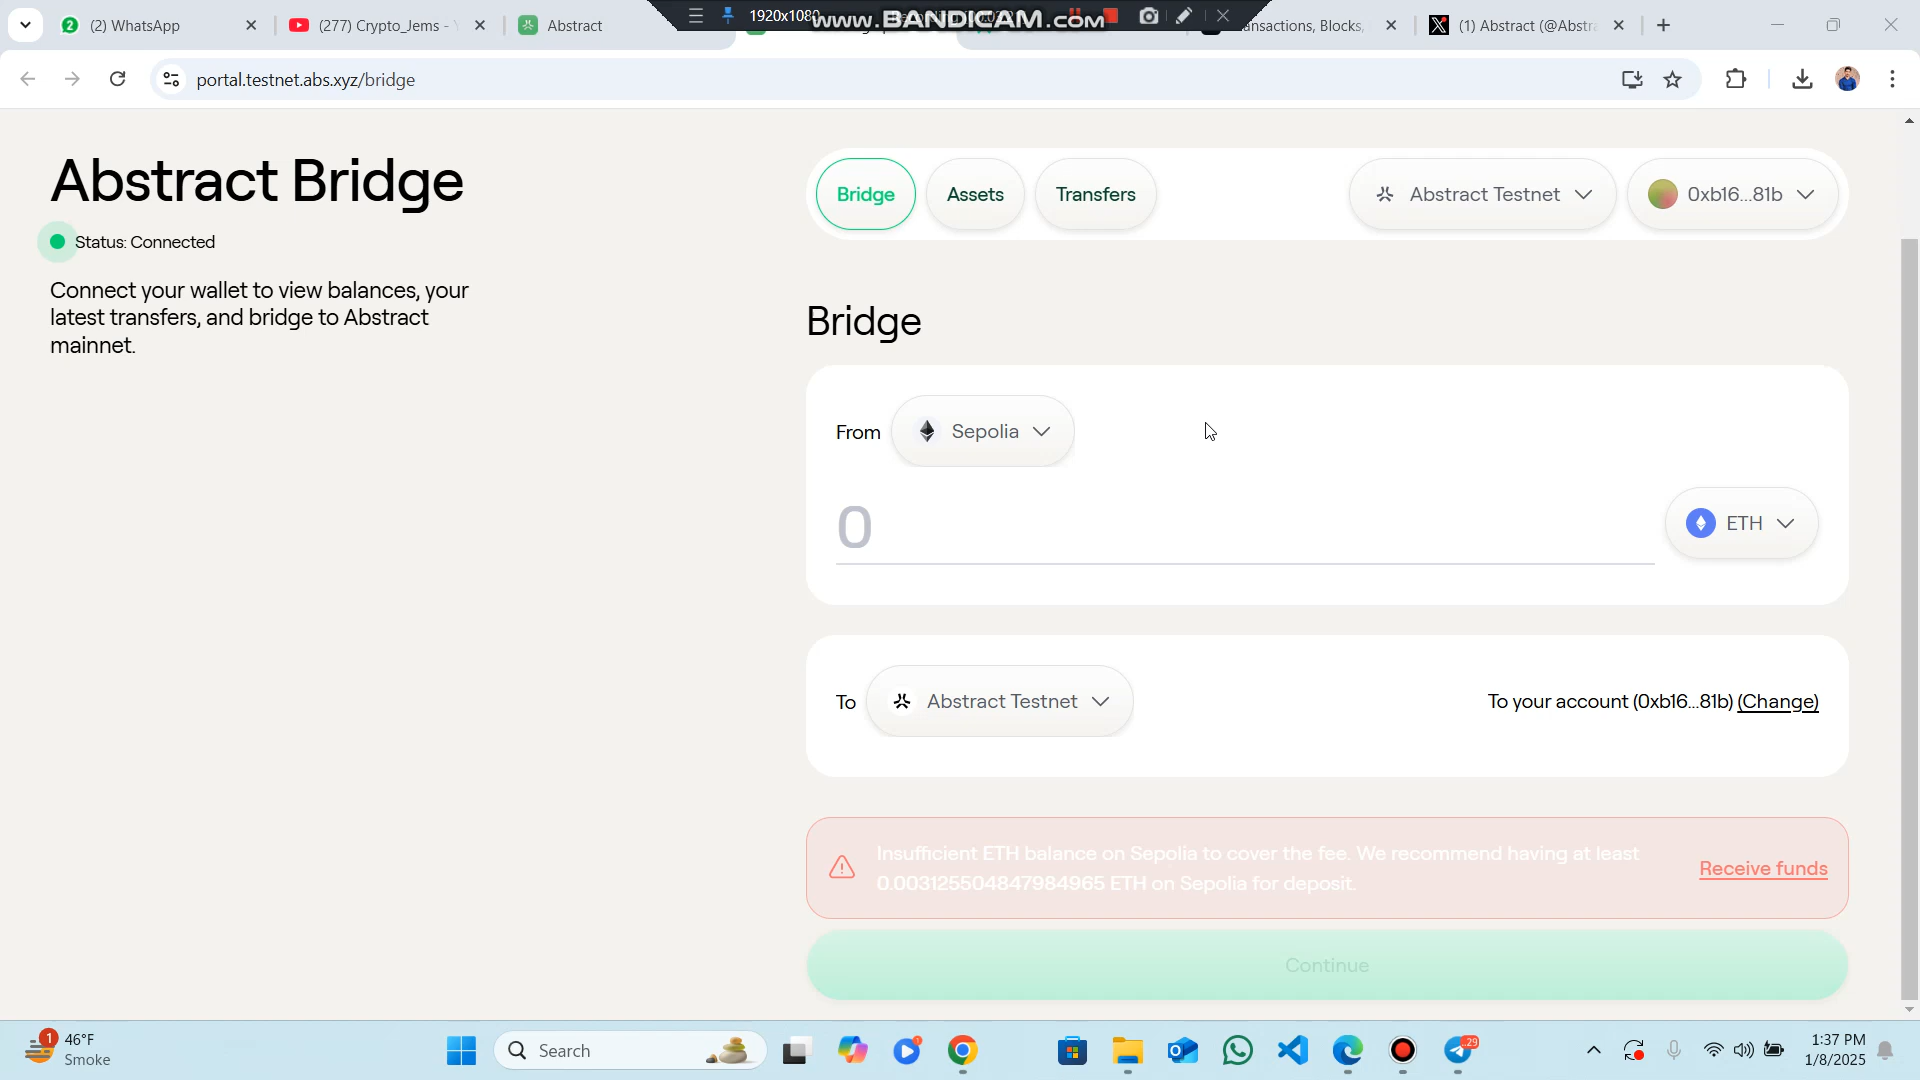 (2) WhatsApp
(277) Crypto_Jems -
Abstract
1920x1080
www.BANDICAM.com
ansactions, Blocks,
(1) Abstract (@Abstra
portal.testnet.abs.xyz/bridge
Abstract Bridge
Status: Connected
Connect your wallet to view balances, your
latest transfers, and bridge to Abstract
mainnet.
Bridge
Assets
Transfers
Abstract Testnet
0xb16...81b
Bridge
From
Sepolia
0
ETH
To
Abstract Testnet
To your account (0xb16...81b) (Change)
Insufficient ETH balance on Sepolia to cover the fee. We recommend having at least
0.003125504847984965 ETH on Sepolia for deposit.
Receive funds
Continue
1
46°F
Smoke
Search
29
1:37 PM
1/8/2025